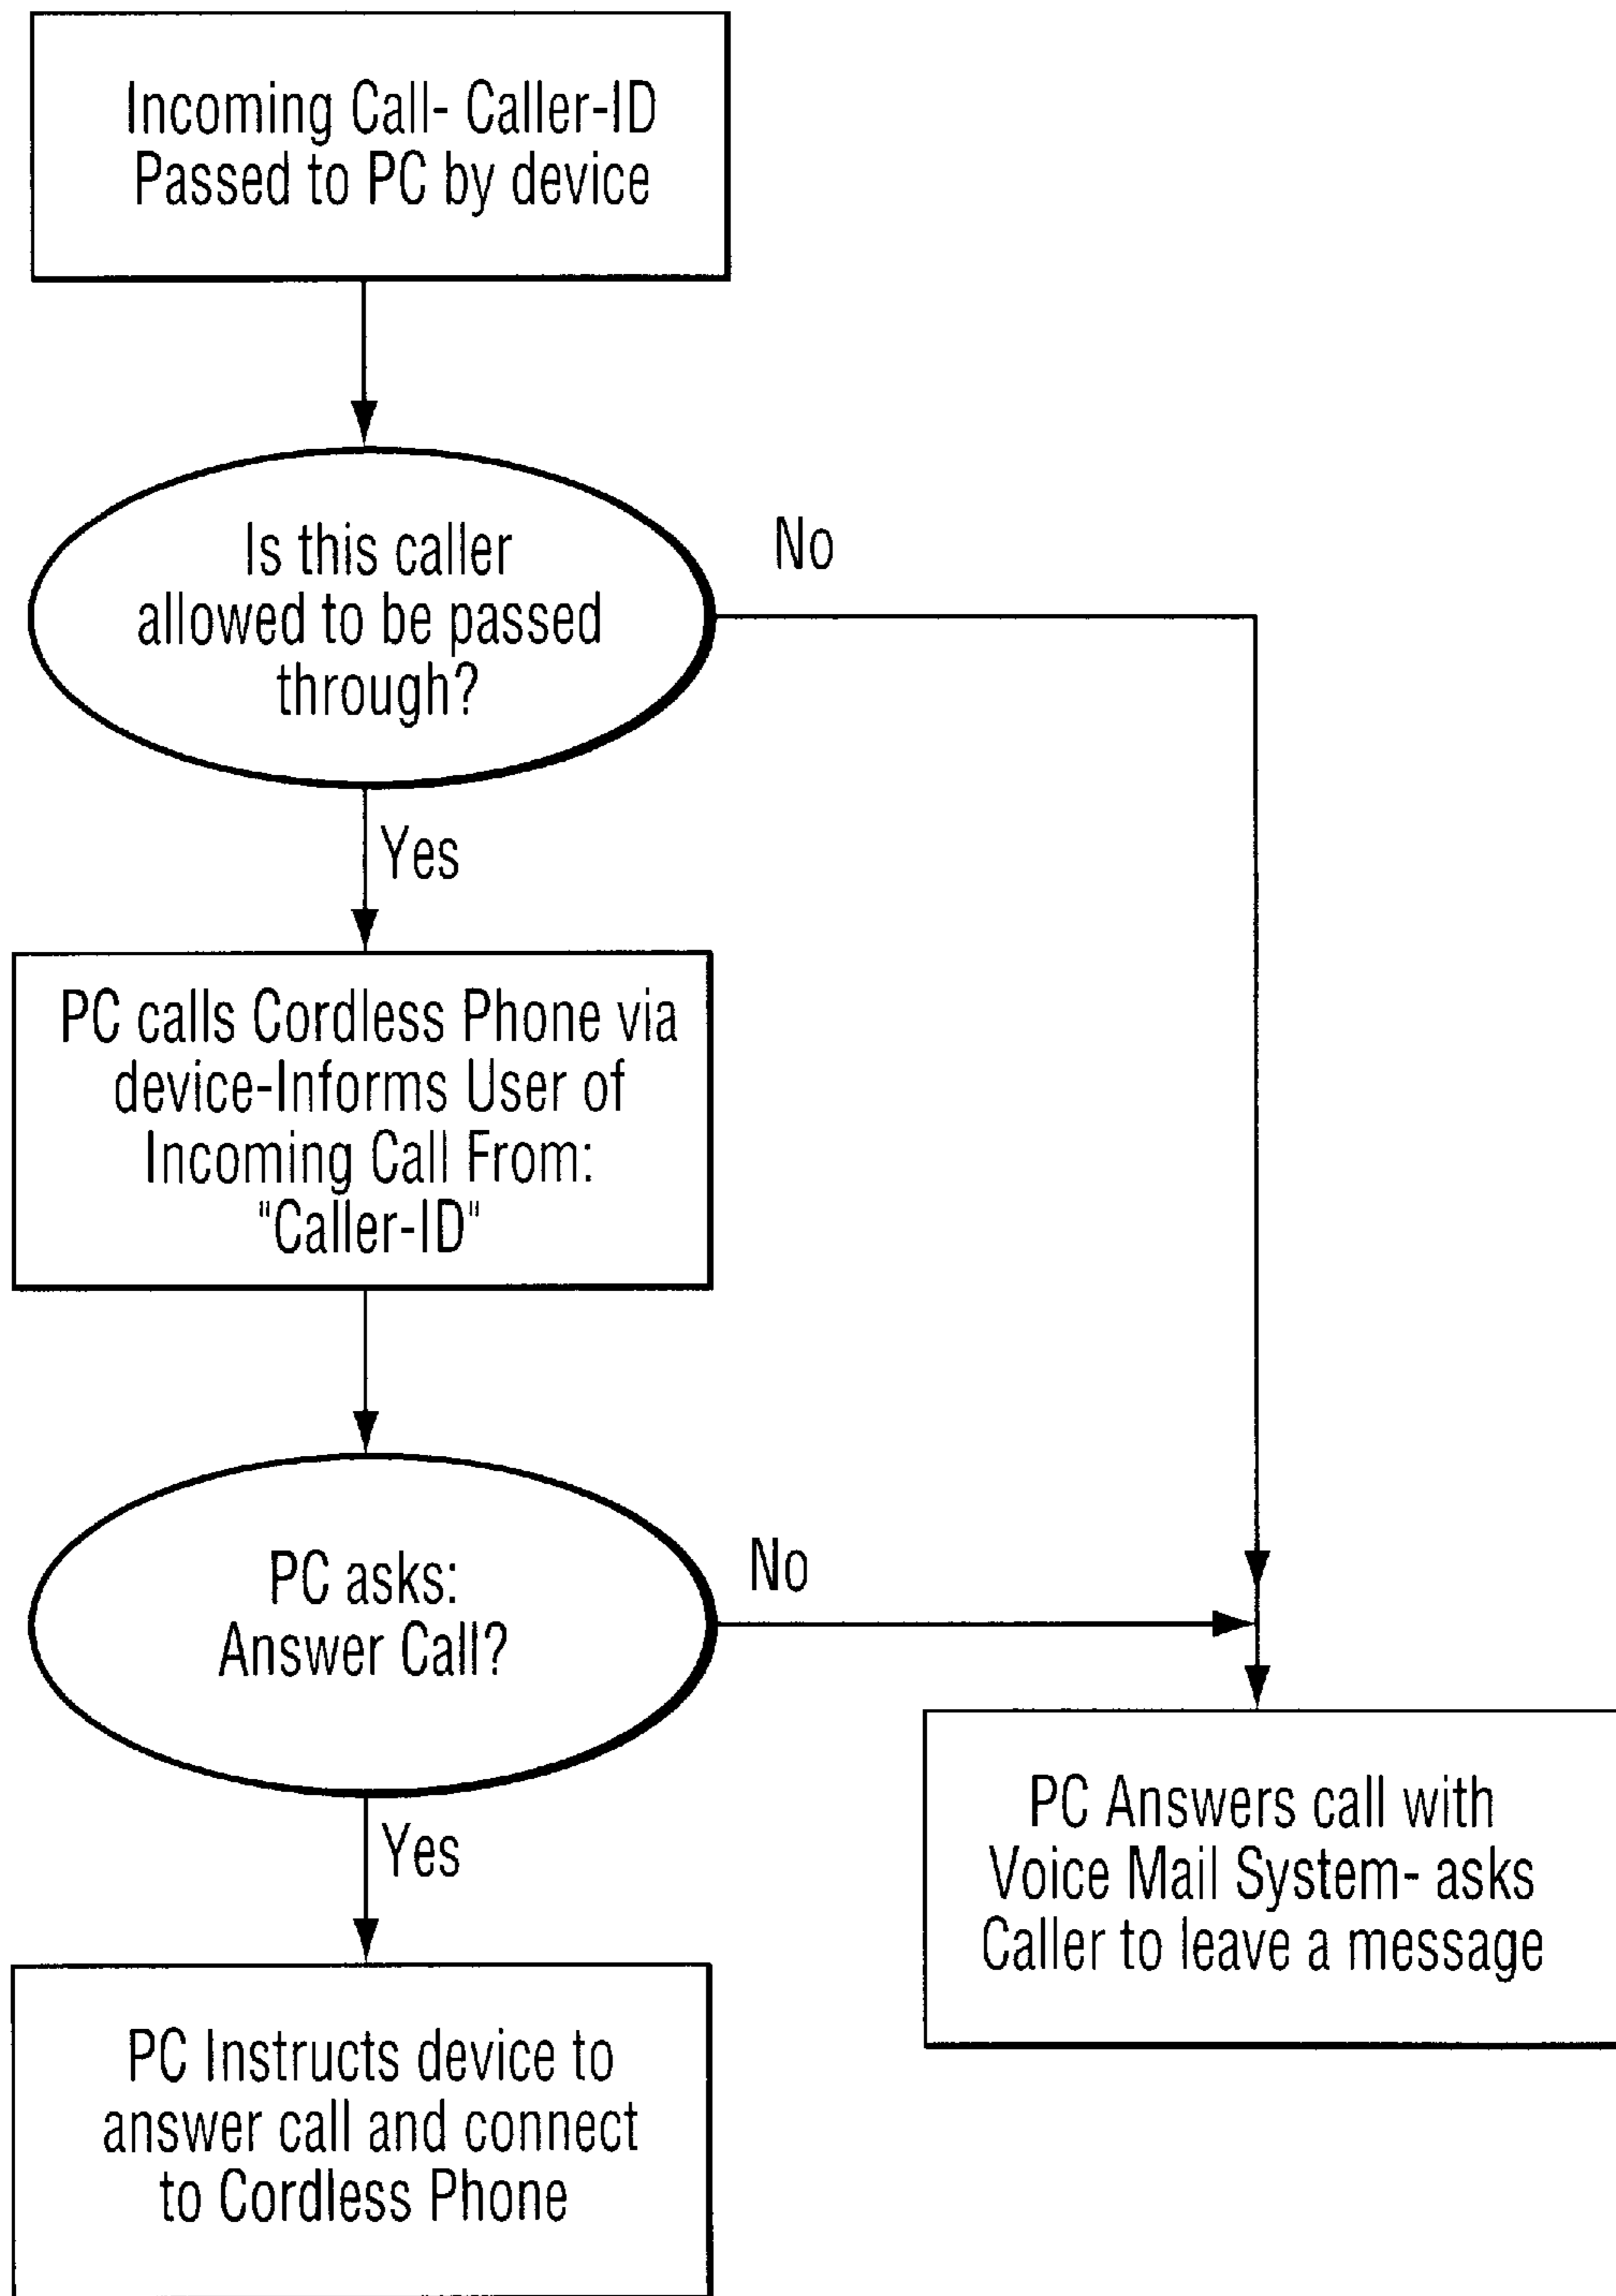 Incoming Call- Caller-ID
Passed to PC by device
Is this caller
allowed to be passed
through?
No
Yes
PC calls Cordless Phone via
device-Informs User of
Incoming Call From:
"Caller-ID"
PC asks:
Answer Call?
No
Yes
PC Answers call with
Voice Mail System- asks
Caller to leave a message
PC Instructs device to
answer call and connect
to Cordless Phone